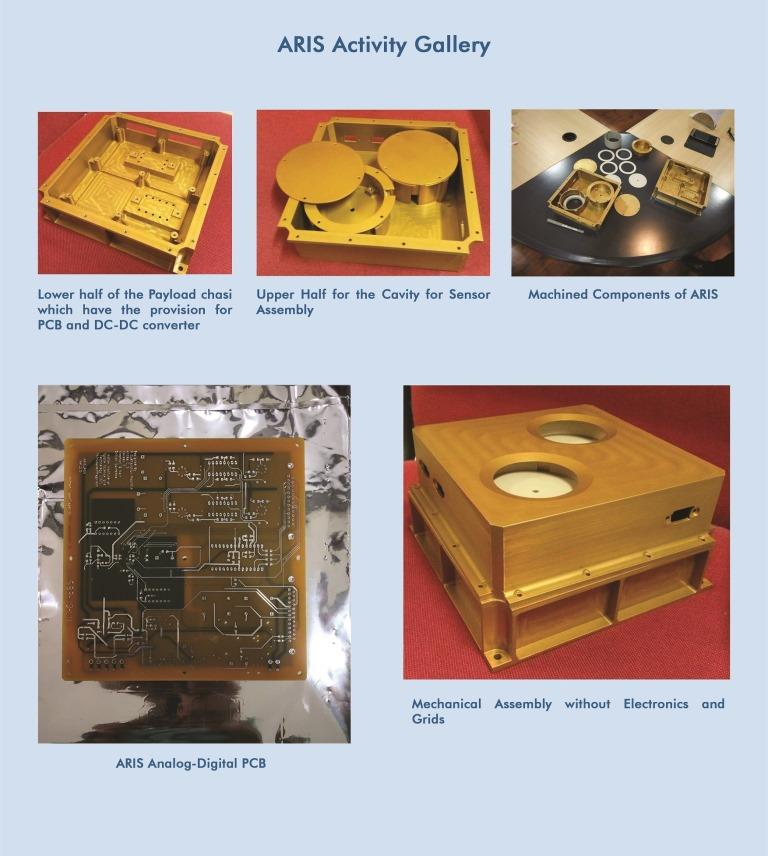 ARIS Activity Gallery
Lower half of the Payload chasi
which have the provision for
PCB and DC-DC converter
Upper Half for the Cavity for Sensor
Assembly
Machined Components of ARIS
ARIS Analog-Digital PCB
Mechanical Assembly without Electronics and
Grids